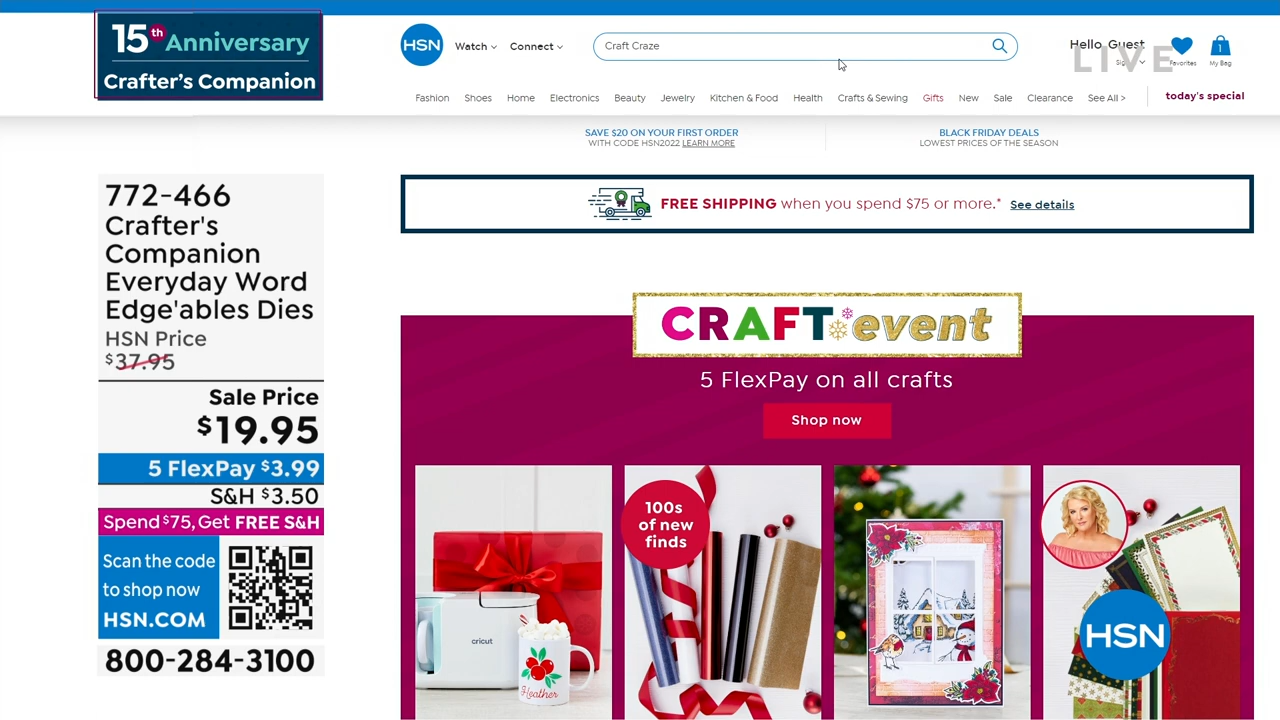 15th Anniversary
Crafter's Companion
772-466
Crafter's
Companion
Everyday Word
Edge'ables Dies
HSN Price
$37.95
Sale Price
$19.95
5 FlexPay $3.99
S&H $3.50
Spend $75, Get FREE S&H
Scan the code
to shop now
HSN.COM
800-284-3100
HSN
Watch
Connect
Craft Craze
Hello, Guest
LIVE
Favorites
1
My Bag
Fashion Shoes Home Electronics Beauty Jewelry Kitchen & Food Health Crafts & Sewing Gifts New Sale Clearance See All > today's special
SAVE $20 ON YOUR FIRST ORDER
WITH CODE HSN2022 LEARN MORE
BLACK FRIDAY DEALS
LOWEST PRICES OF THE SEASON
FREE SHIPPING when you spend $75 or more.* See details
CRAFT event
5 FlexPay on all crafts
Shop now
cricut
Heather
100s
of new
finds
HSN